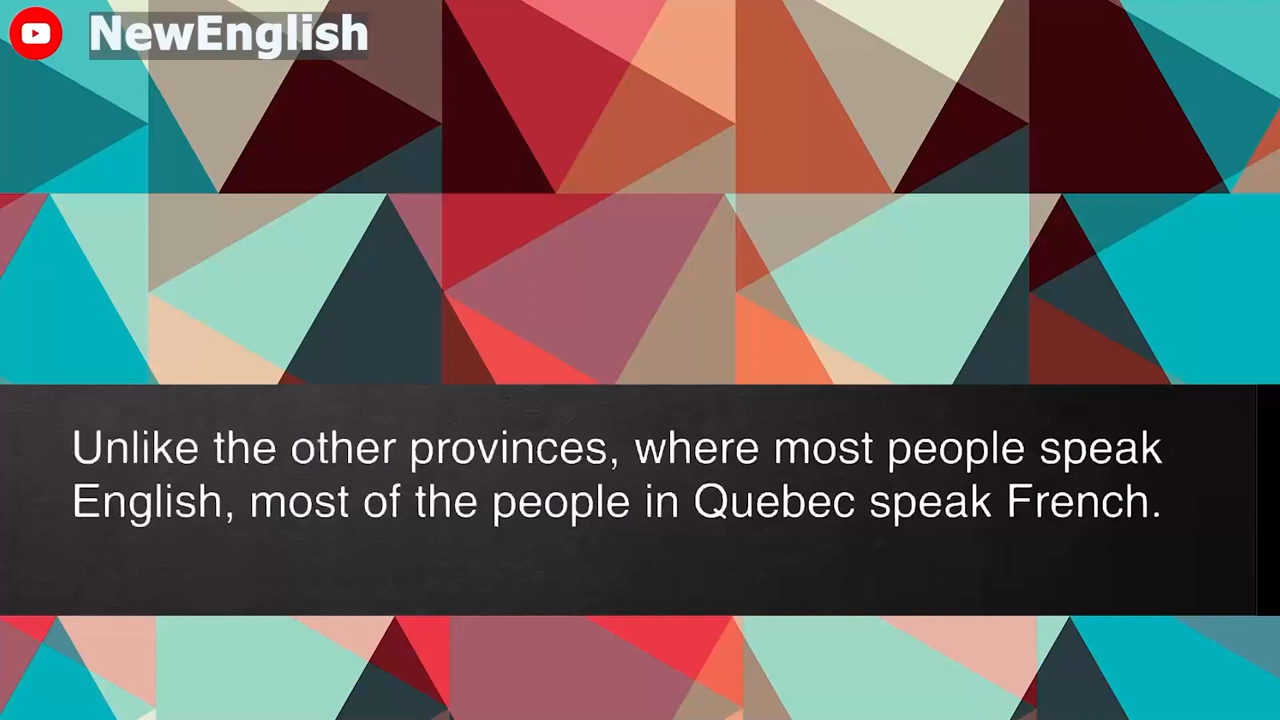 NewEnglish
Unlike the other provinces, where most people speak
English, most of the people in Quebec speak French.